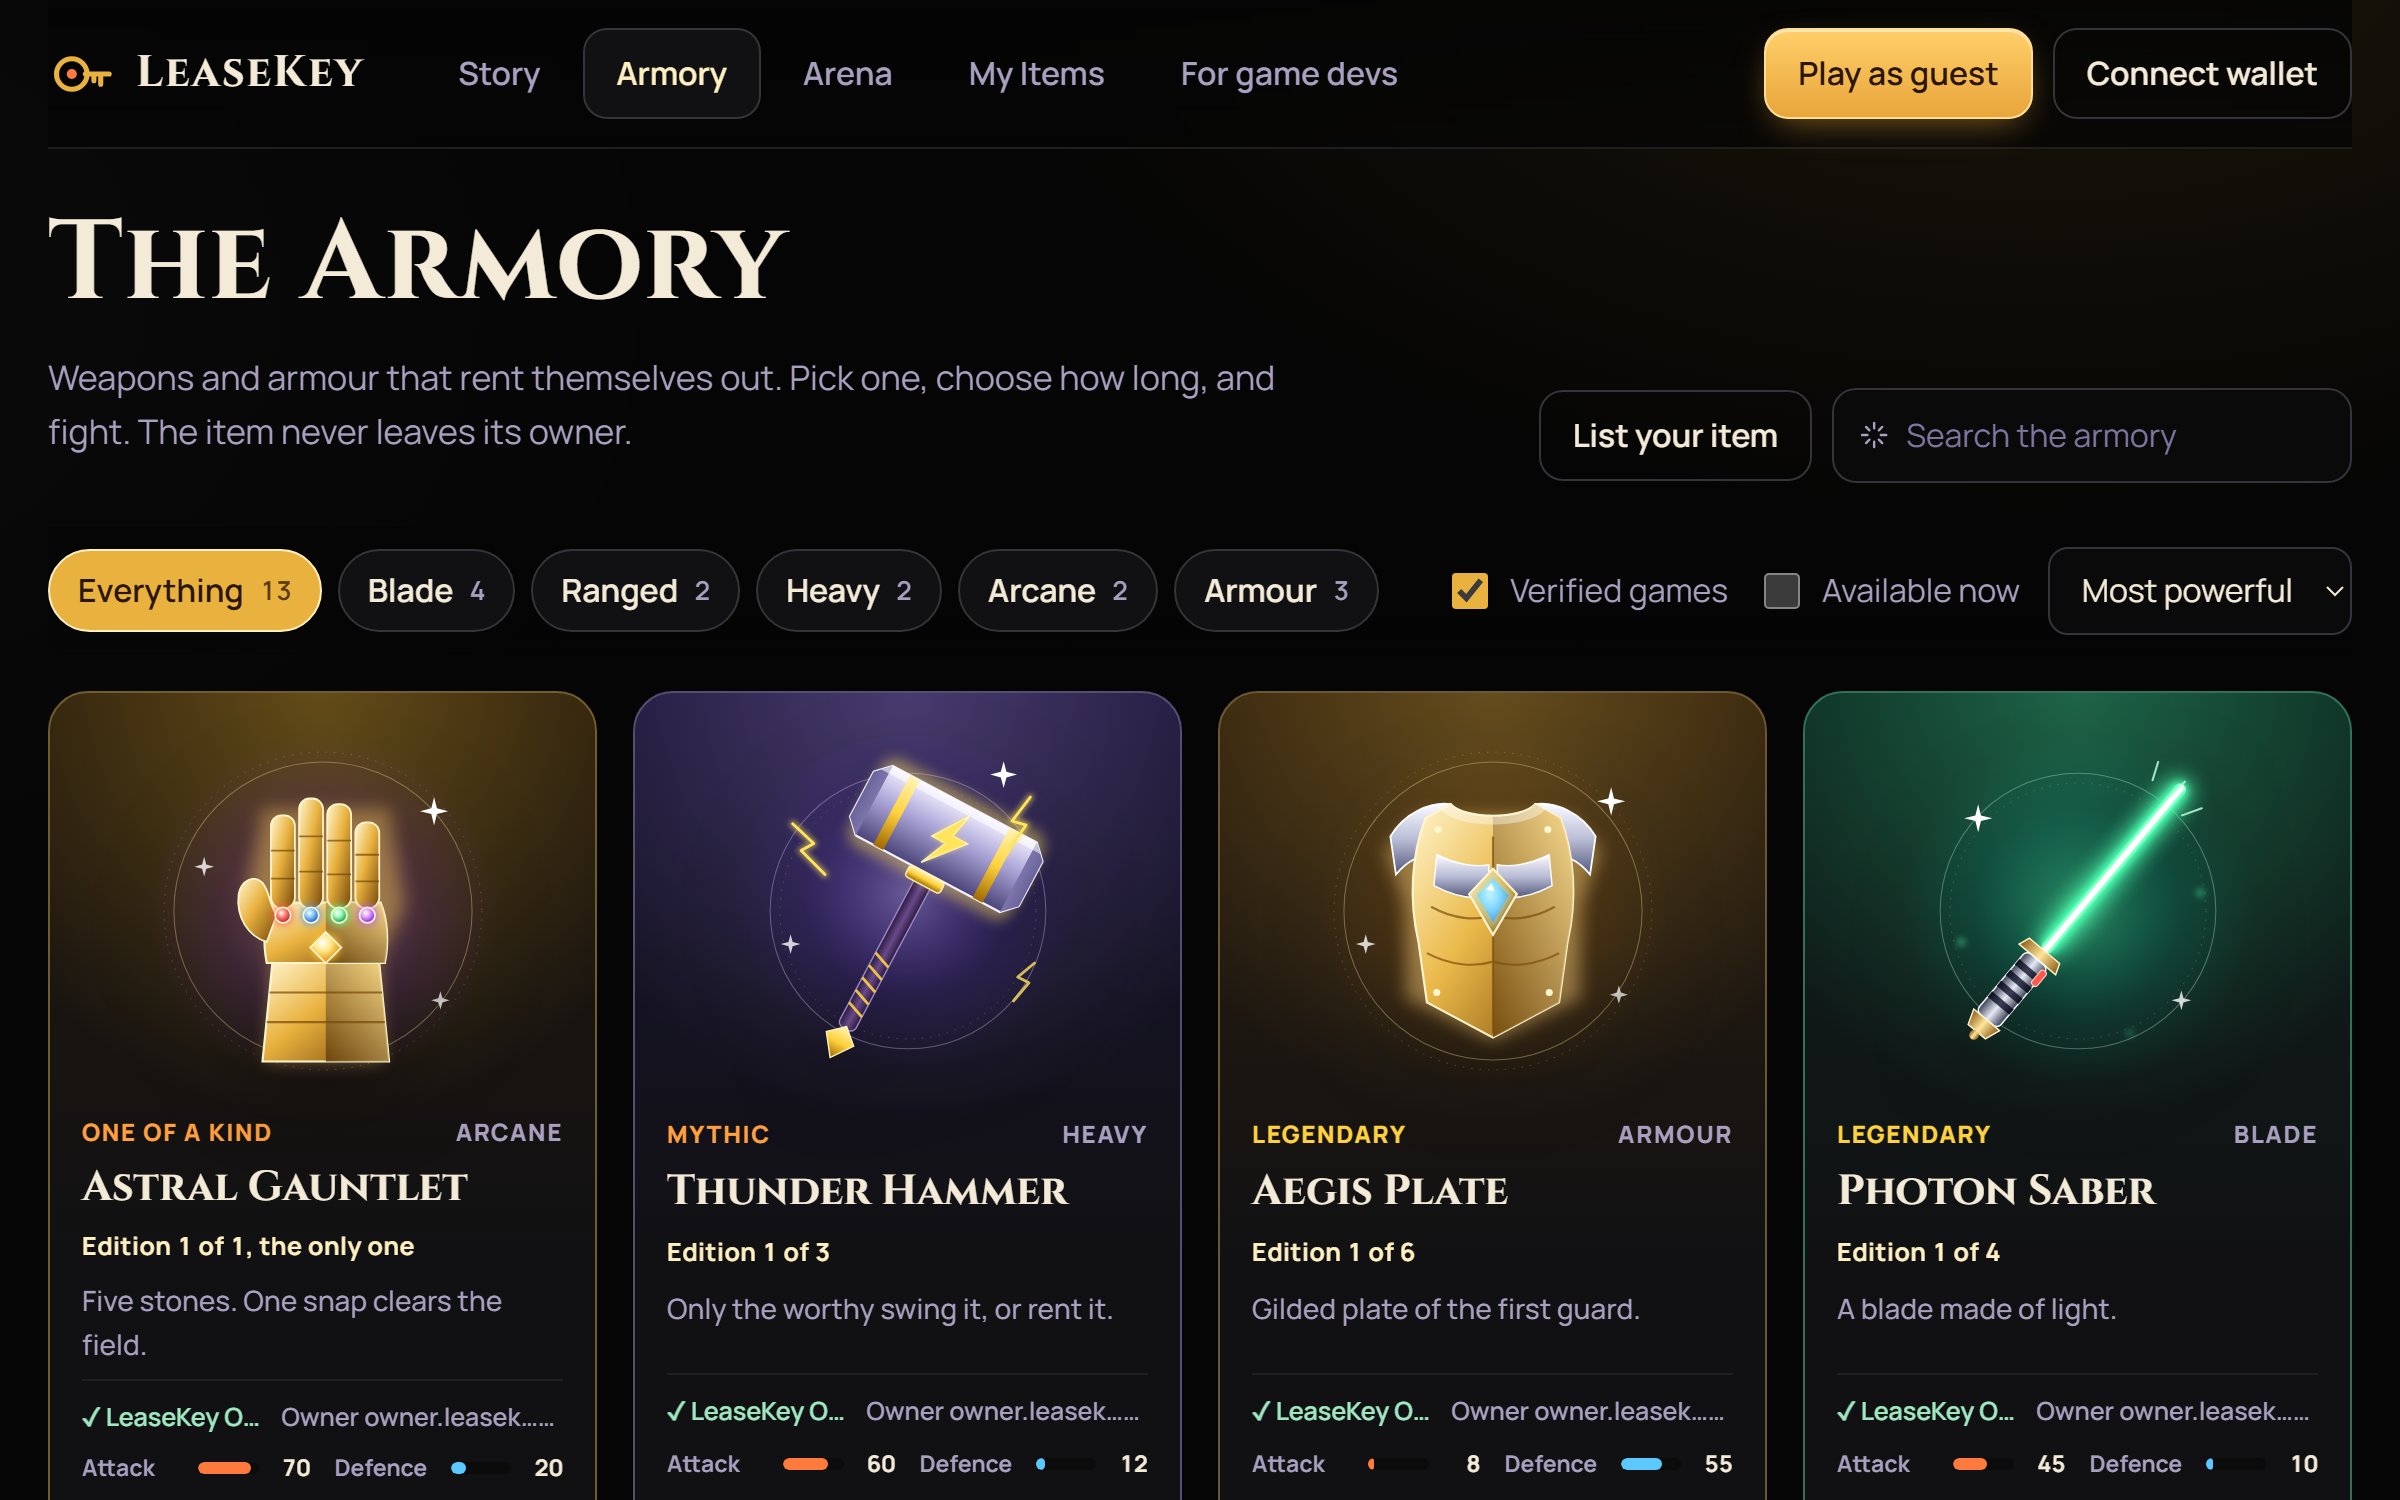 LeaseKey
Story
Armory
Arena
My Items
For game devs
Play as guest
Connect wallet
The Armory
Weapons and armour that rent themselves out. Pick one, choose how long, and
fight. The item never leaves its owner.
List your item
Search the armory
Everything 13
Blade 4
Ranged 2
Heavy 2
Arcane 2
Armour 3
Verified games
Available now
Most powerful
ONE OF A KIND
ARCANE
Astral Gauntlet
Edition 1 of 1, the only one
Five stones. One snap clears the
field.
✓ LeaseKey O...
Owner owner.leasek......
Attack 70
Defence 20
MYTHIC
HEAVY
Thunder Hammer
Edition 1 of 3
Only the worthy swing it, or rent it.
✓ LeaseKey O...
Owner owner.leasek......
Attack 60
Defence 12
LEGENDARY
ARMOUR
Aegis Plate
Edition 1 of 6
Gilded plate of the first guard.
✓ LeaseKey O...
Owner owner.leasek......
Attack 8
Defence 55
LEGENDARY
BLADE
Photon Saber
Edition 1 of 4
A blade made of light.
✓ LeaseKey O...
Owner owner.leasek......
Attack 45
Defence 10